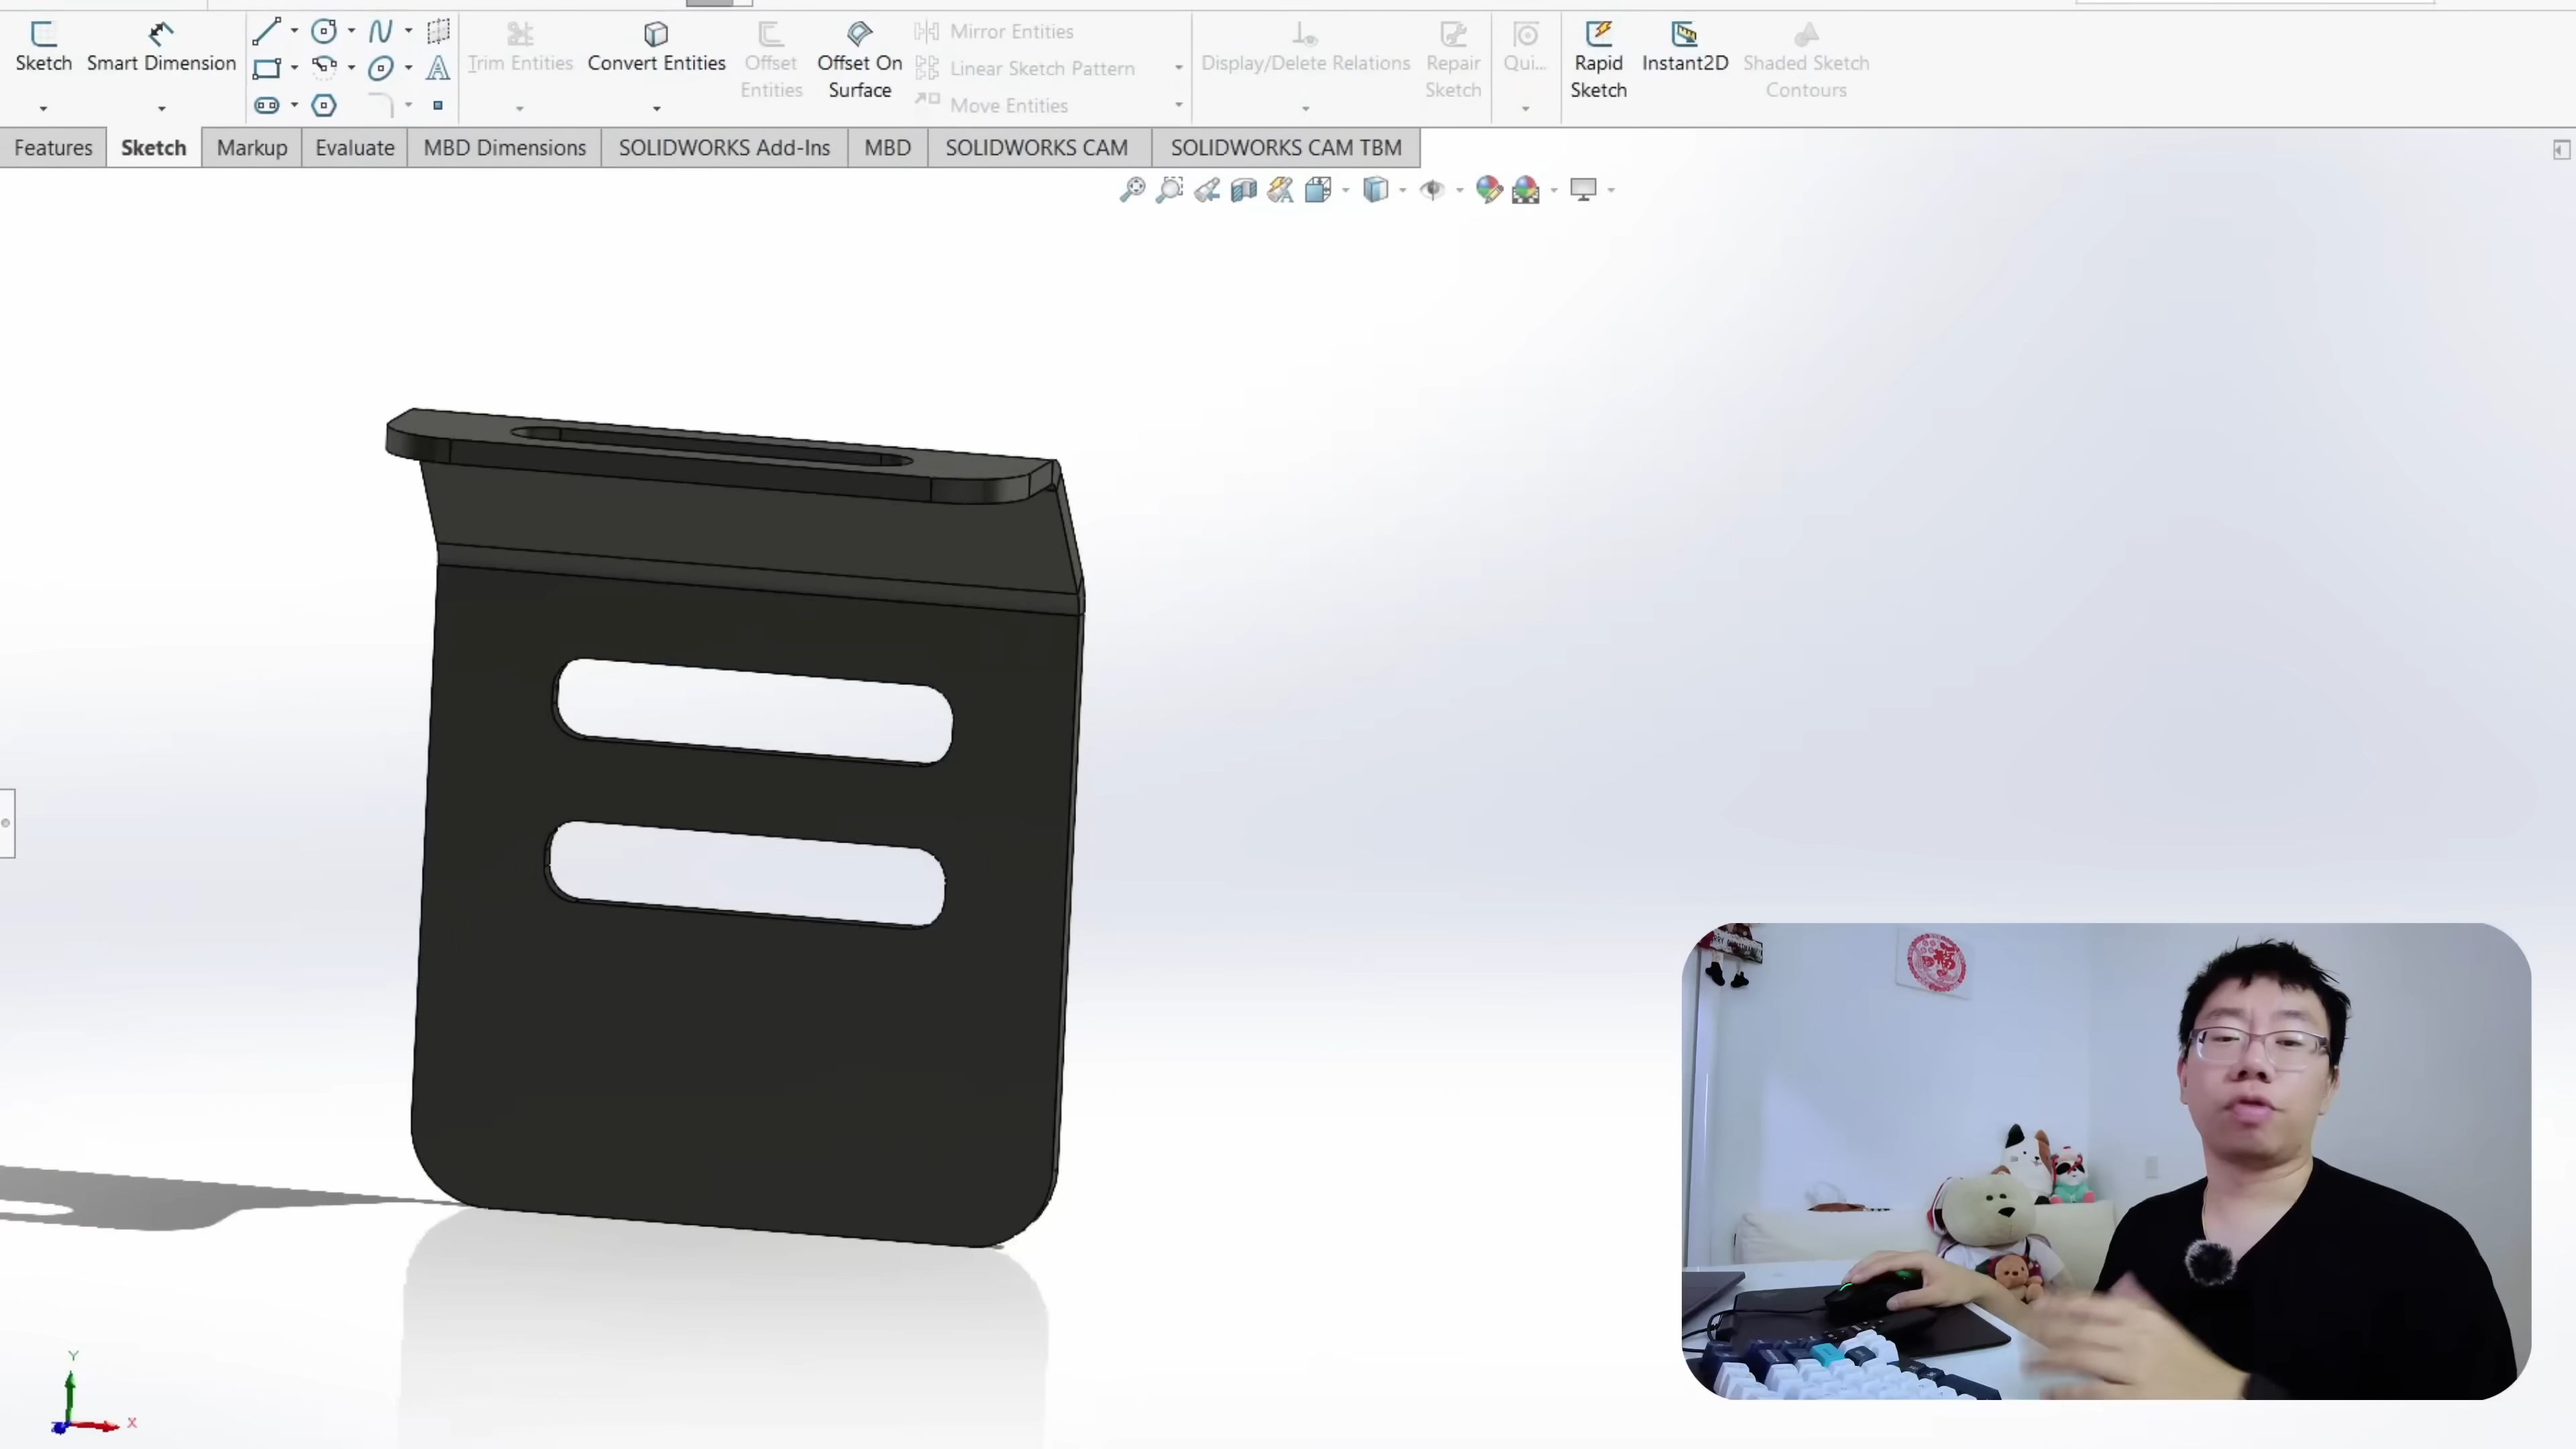 Sketch
Smart Dimension
Trim Entities
Convert Entities
Offset
Entities
Offset On
Surface
Mirror Entities
Linear Sketch Pattern
Move Entities
Display/Delete Relations
Repair
Sketch
Qui...
Rapid
Sketch
Instant2D
Shaded Sketch
Contours
Features
Sketch
Markup
Evaluate
MBD Dimensions
SOLIDWORKS Add-Ins
MBD
SOLIDWORKS CAM
SOLIDWORKS CAM TBM
福
Y
X